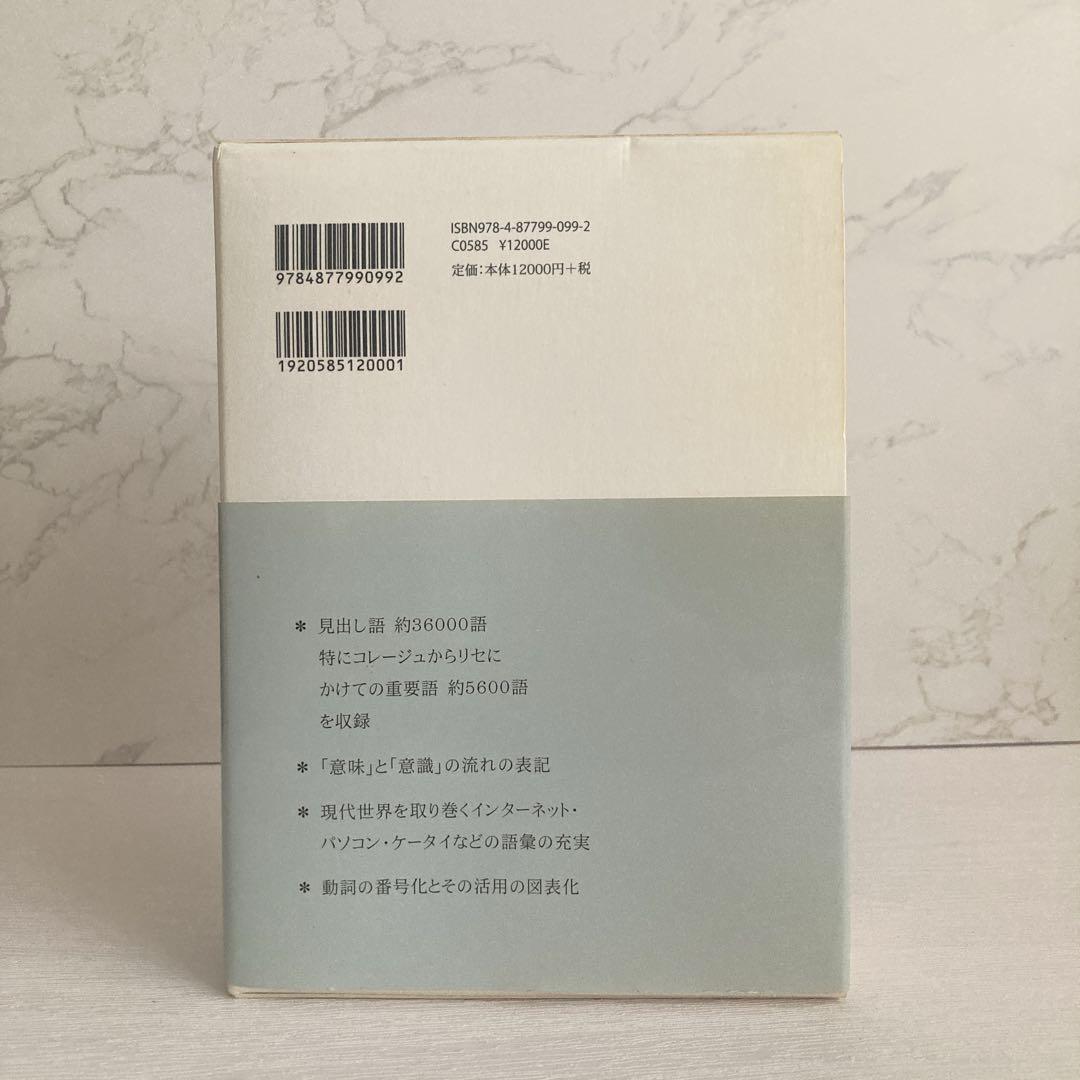 ISBN978-4-87799-099-2
C0585 ¥12000E
定価:本体12000円+税
9784877990992
1920585120001
＊ 見出し語 約36000語
特にコレージュからリセに
かけての重要語 約5600語
を収録
＊ 「意味」と「意識」の流れの表記
＊ 現代世界を取り巻くインターネット・
パソコン・ケータイなどの語彙の充実
＊ 動詞の番号化とその活用の図表化